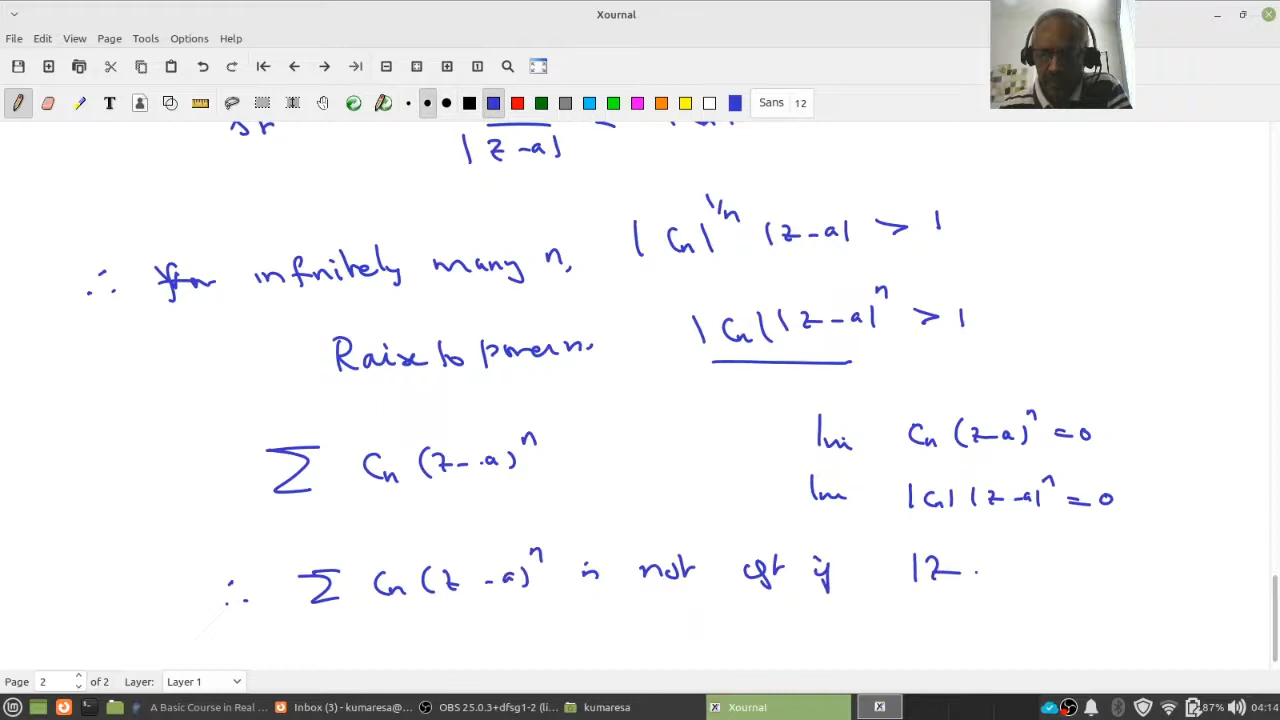 Xournal
File Edit View Page Tools Options Help
Sans 12
|z-a|
∴ infinitely many n, |Cn|^{1/n} |z-a| > 1
Raise to power n. |Cn||z-a|^n > 1
∑ Cn (z-a)^n
lim Cn (z-a)^n = 0
lim |Cn| |z-a|^n = 0
∴ ∑ Cn (z-a)^n is not cgt if |z
Page 2 of 2 Layer: Layer 1
A Basic Course in Real ... Inbox (3) - kumaresa... OBS 25.0.3+dfsg1-2 (li... kumaresa Xournal 87% 04:14